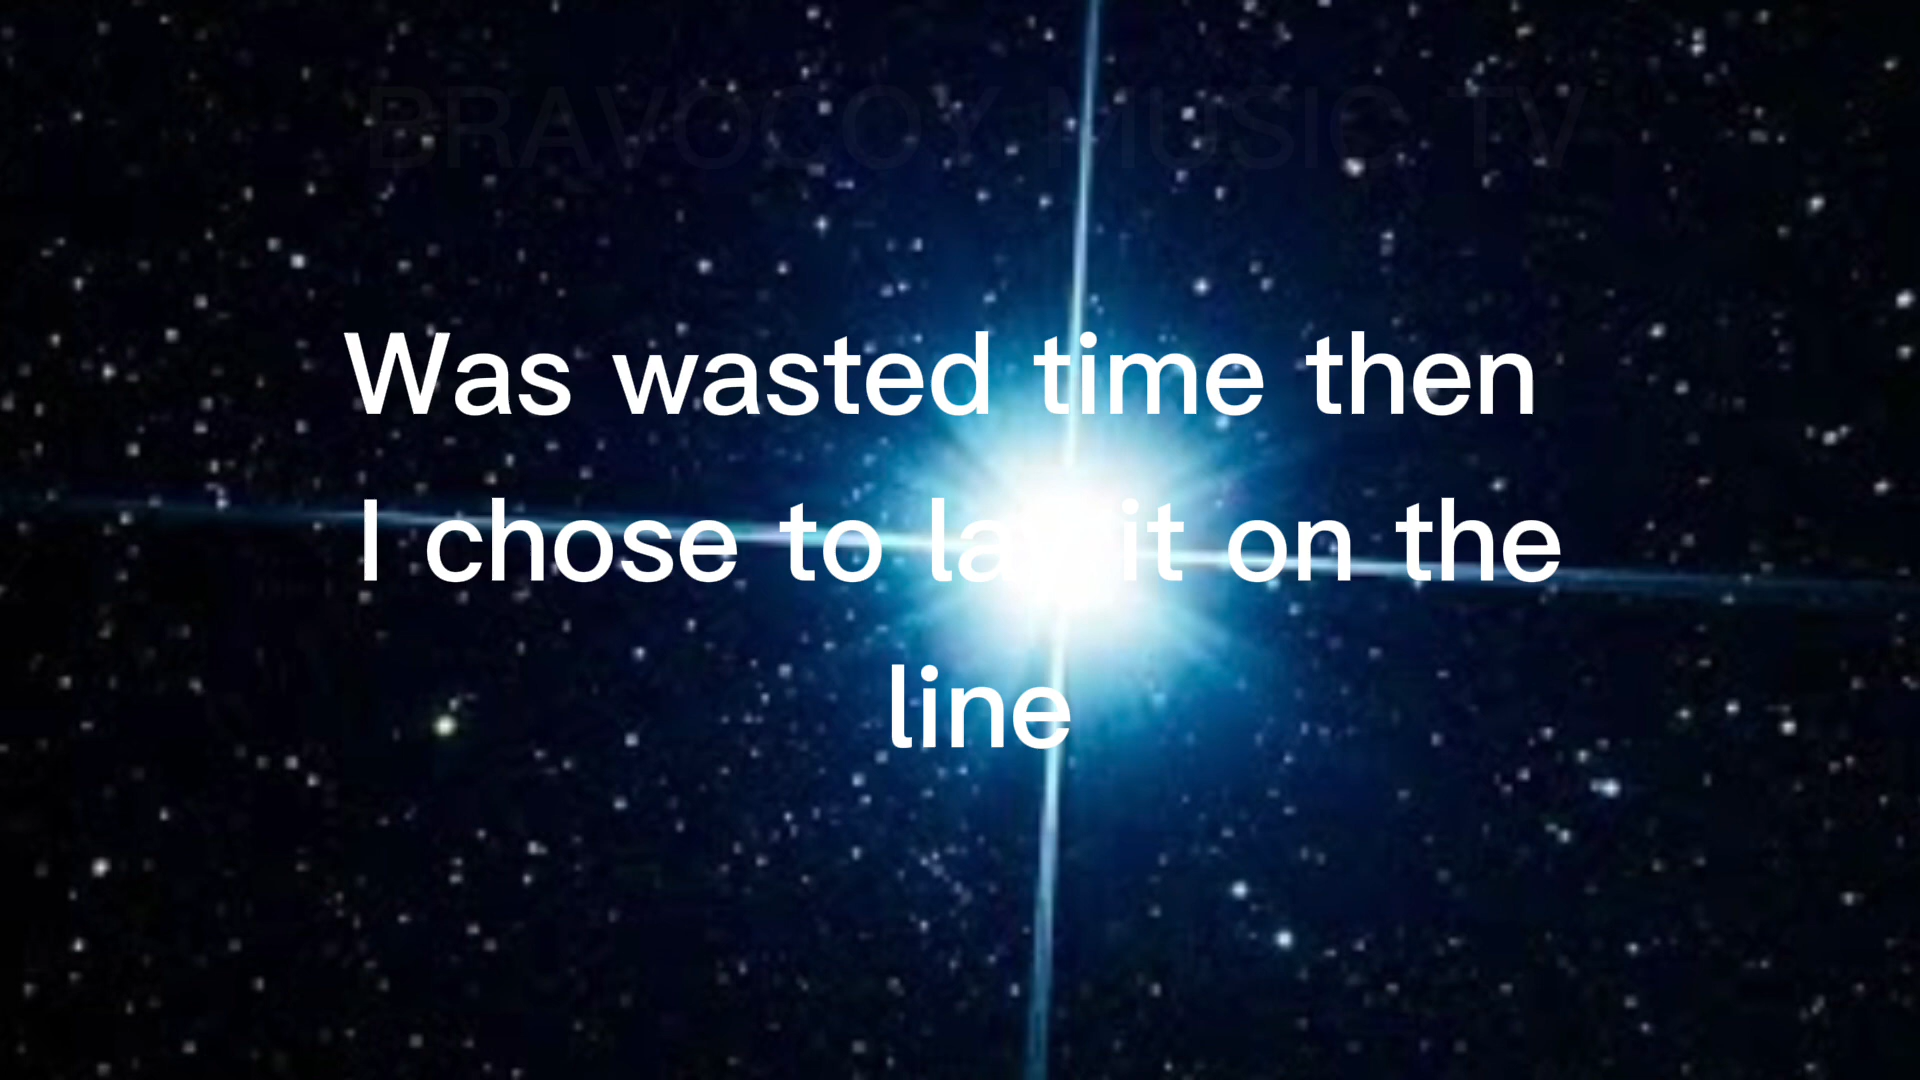 BRAVOCOY MUSIC TV
Was wasted time then
I chose to lay it on the
line